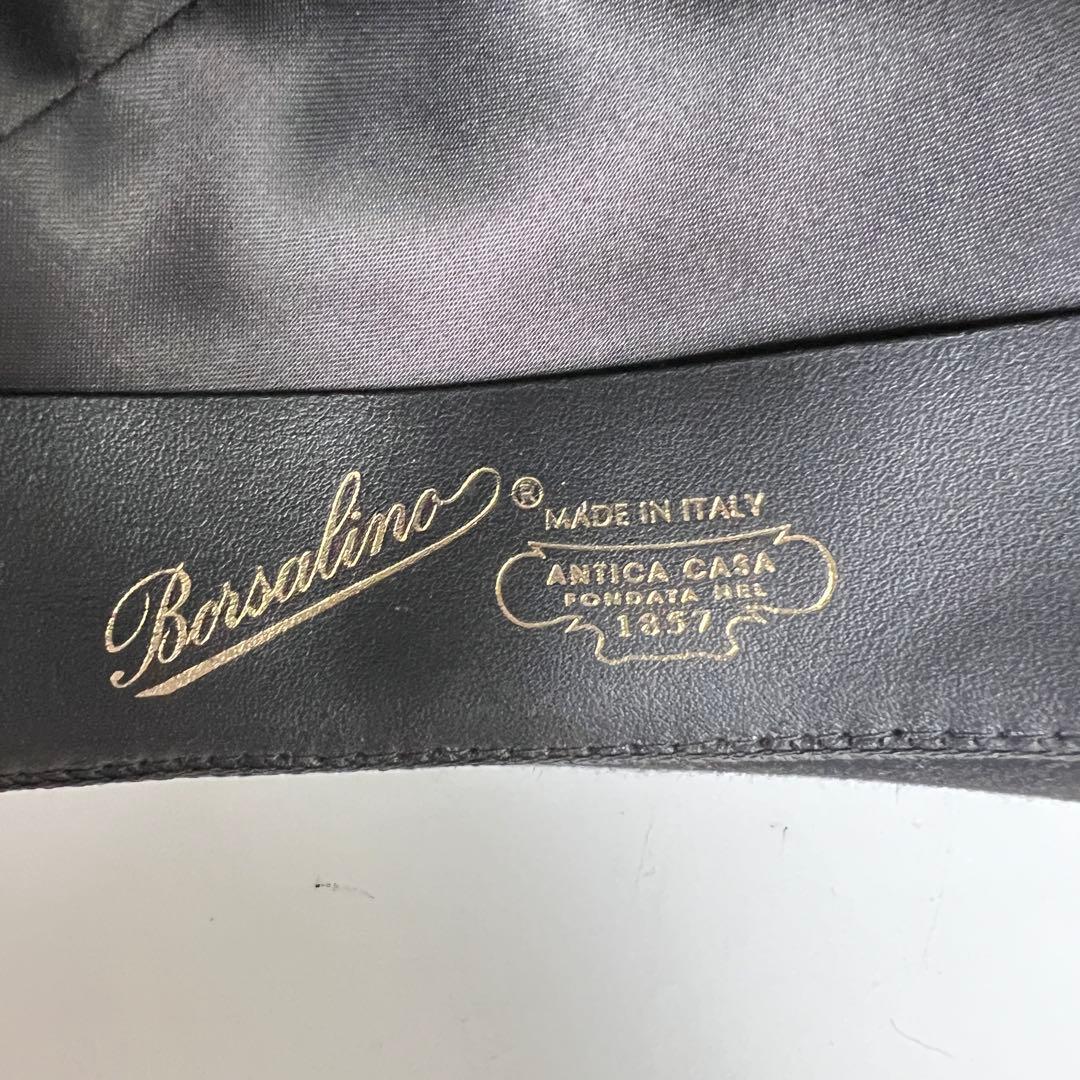 Borsalino®
MADE IN ITALY
ANTICA CASA
FONDATA NEL
1857